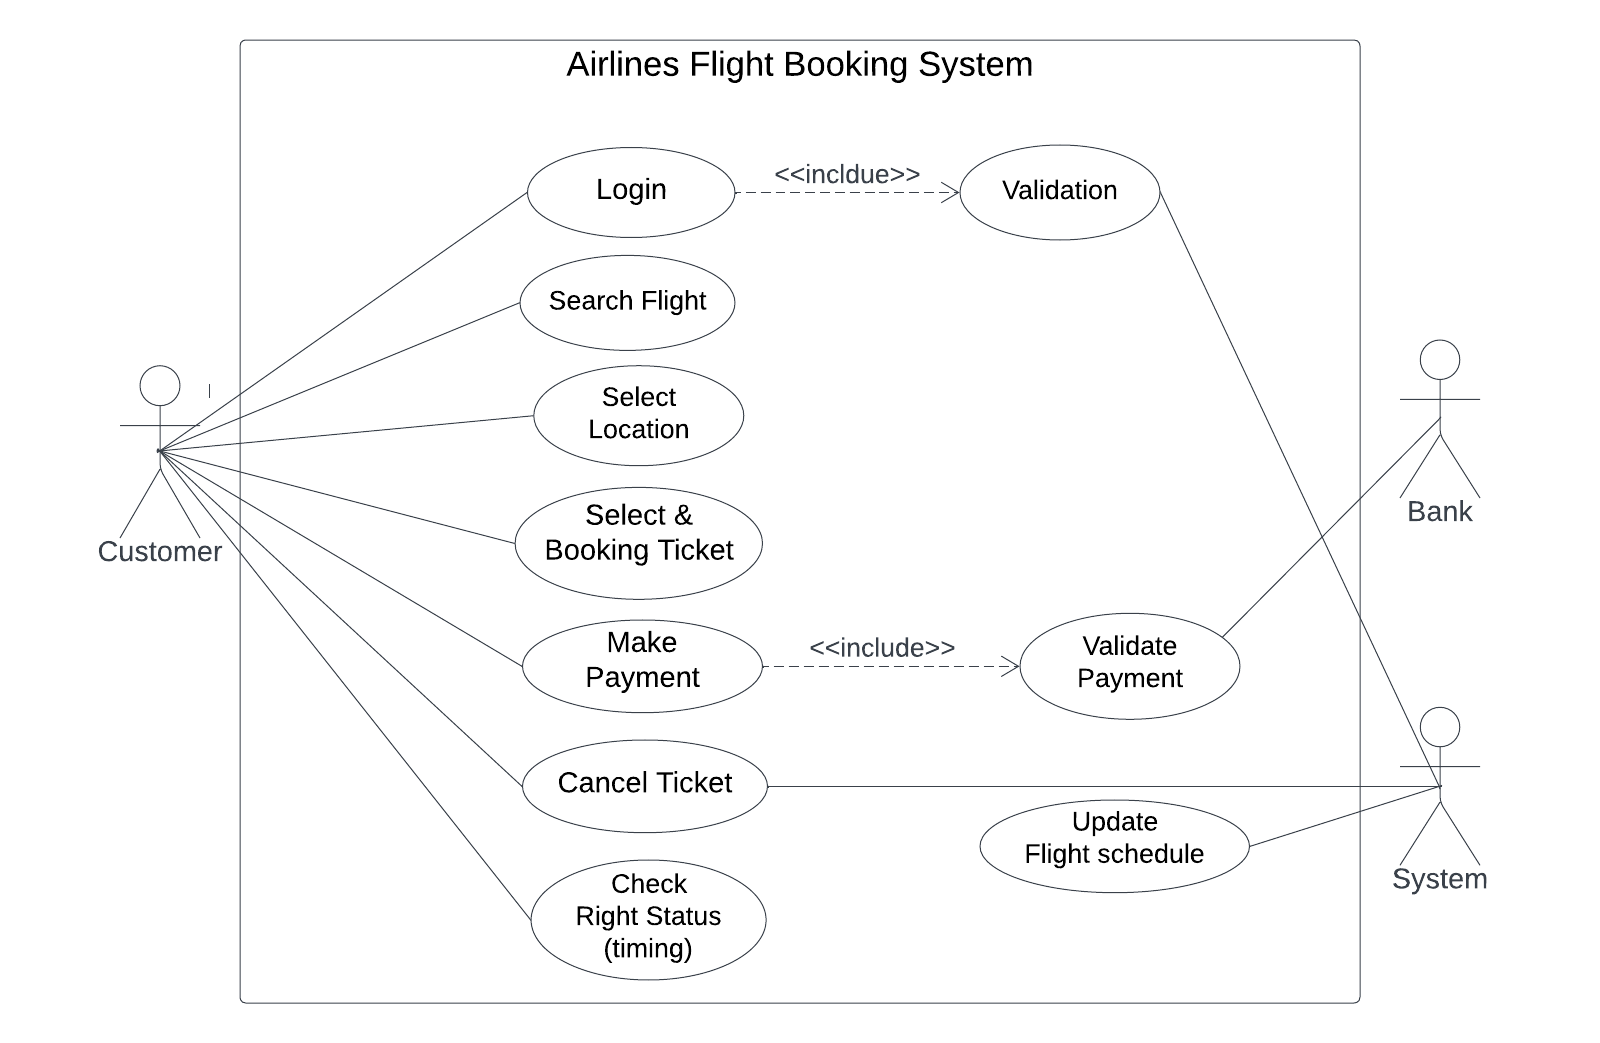 Airlines Flight Booking System
Login
<<incldue>>
Validation
Search Flight
Select
Location
Select &
Booking Ticket
Make
Payment
<<include>>
Validate
Payment
Cancel Ticket
Update
Flight schedule
Check
Right Status
(timing)
Customer
Bank
System